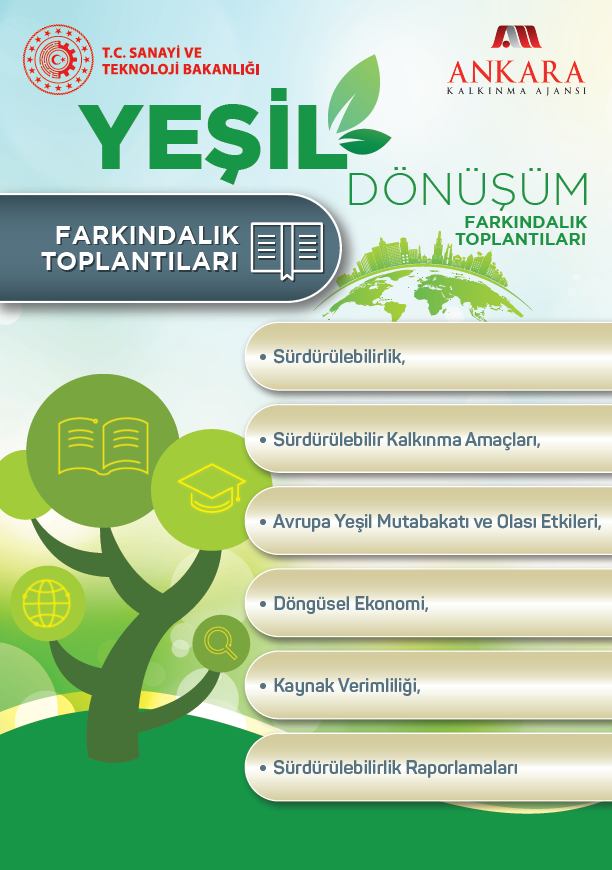 T.C. SANAYİ VE
TEKNOLOJİ BAKANLIĞI
ANKARA
KALKINMA AJANSI
YEŞİL
DÖNÜŞÜM
FARKINDALIK
TOPLANTILARI
FARKINDALIK
TOPLANTILARI
• Sürdürülebilirlik,
• Sürdürülebilir Kalkınma Amaçları,
• Avrupa Yeşil Mutabakatı ve Olası Etkileri,
• Döngüsel Ekonomi,
• Kaynak Verimliliği,
• Sürdürülebilirlik Raporlamaları